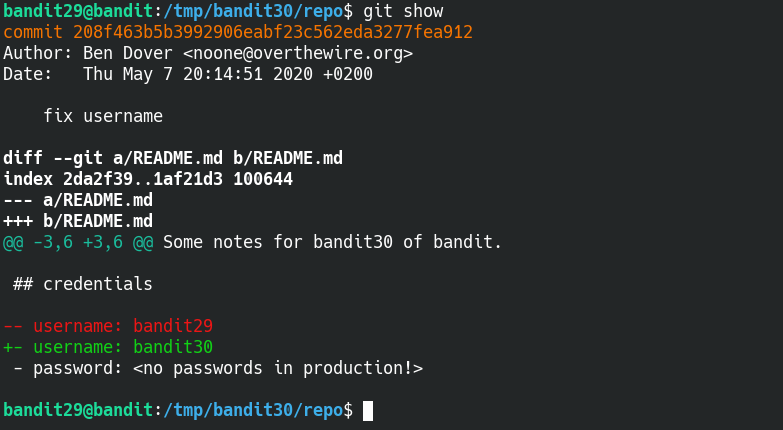 bandit29@bandit:/tmp/bandit30/repo$ git show
commit 208f463b5b3992906eabf23c562eda3277fea912
Author: Ben Dover <noone@overthewire.org>
Date:   Thu May 7 20:14:51 2020 +0200
    fix username
diff --git a/README.md b/README.md
index 2da2f39..1af21d3 100644
--- a/README.md
+++ b/README.md
@@ -3,6 +3,6 @@ Some notes for bandit30 of bandit.
 ## credentials
-- username: bandit29
+- username: bandit30
 - password: <no passwords in production!>
bandit29@bandit:/tmp/bandit30/repo$